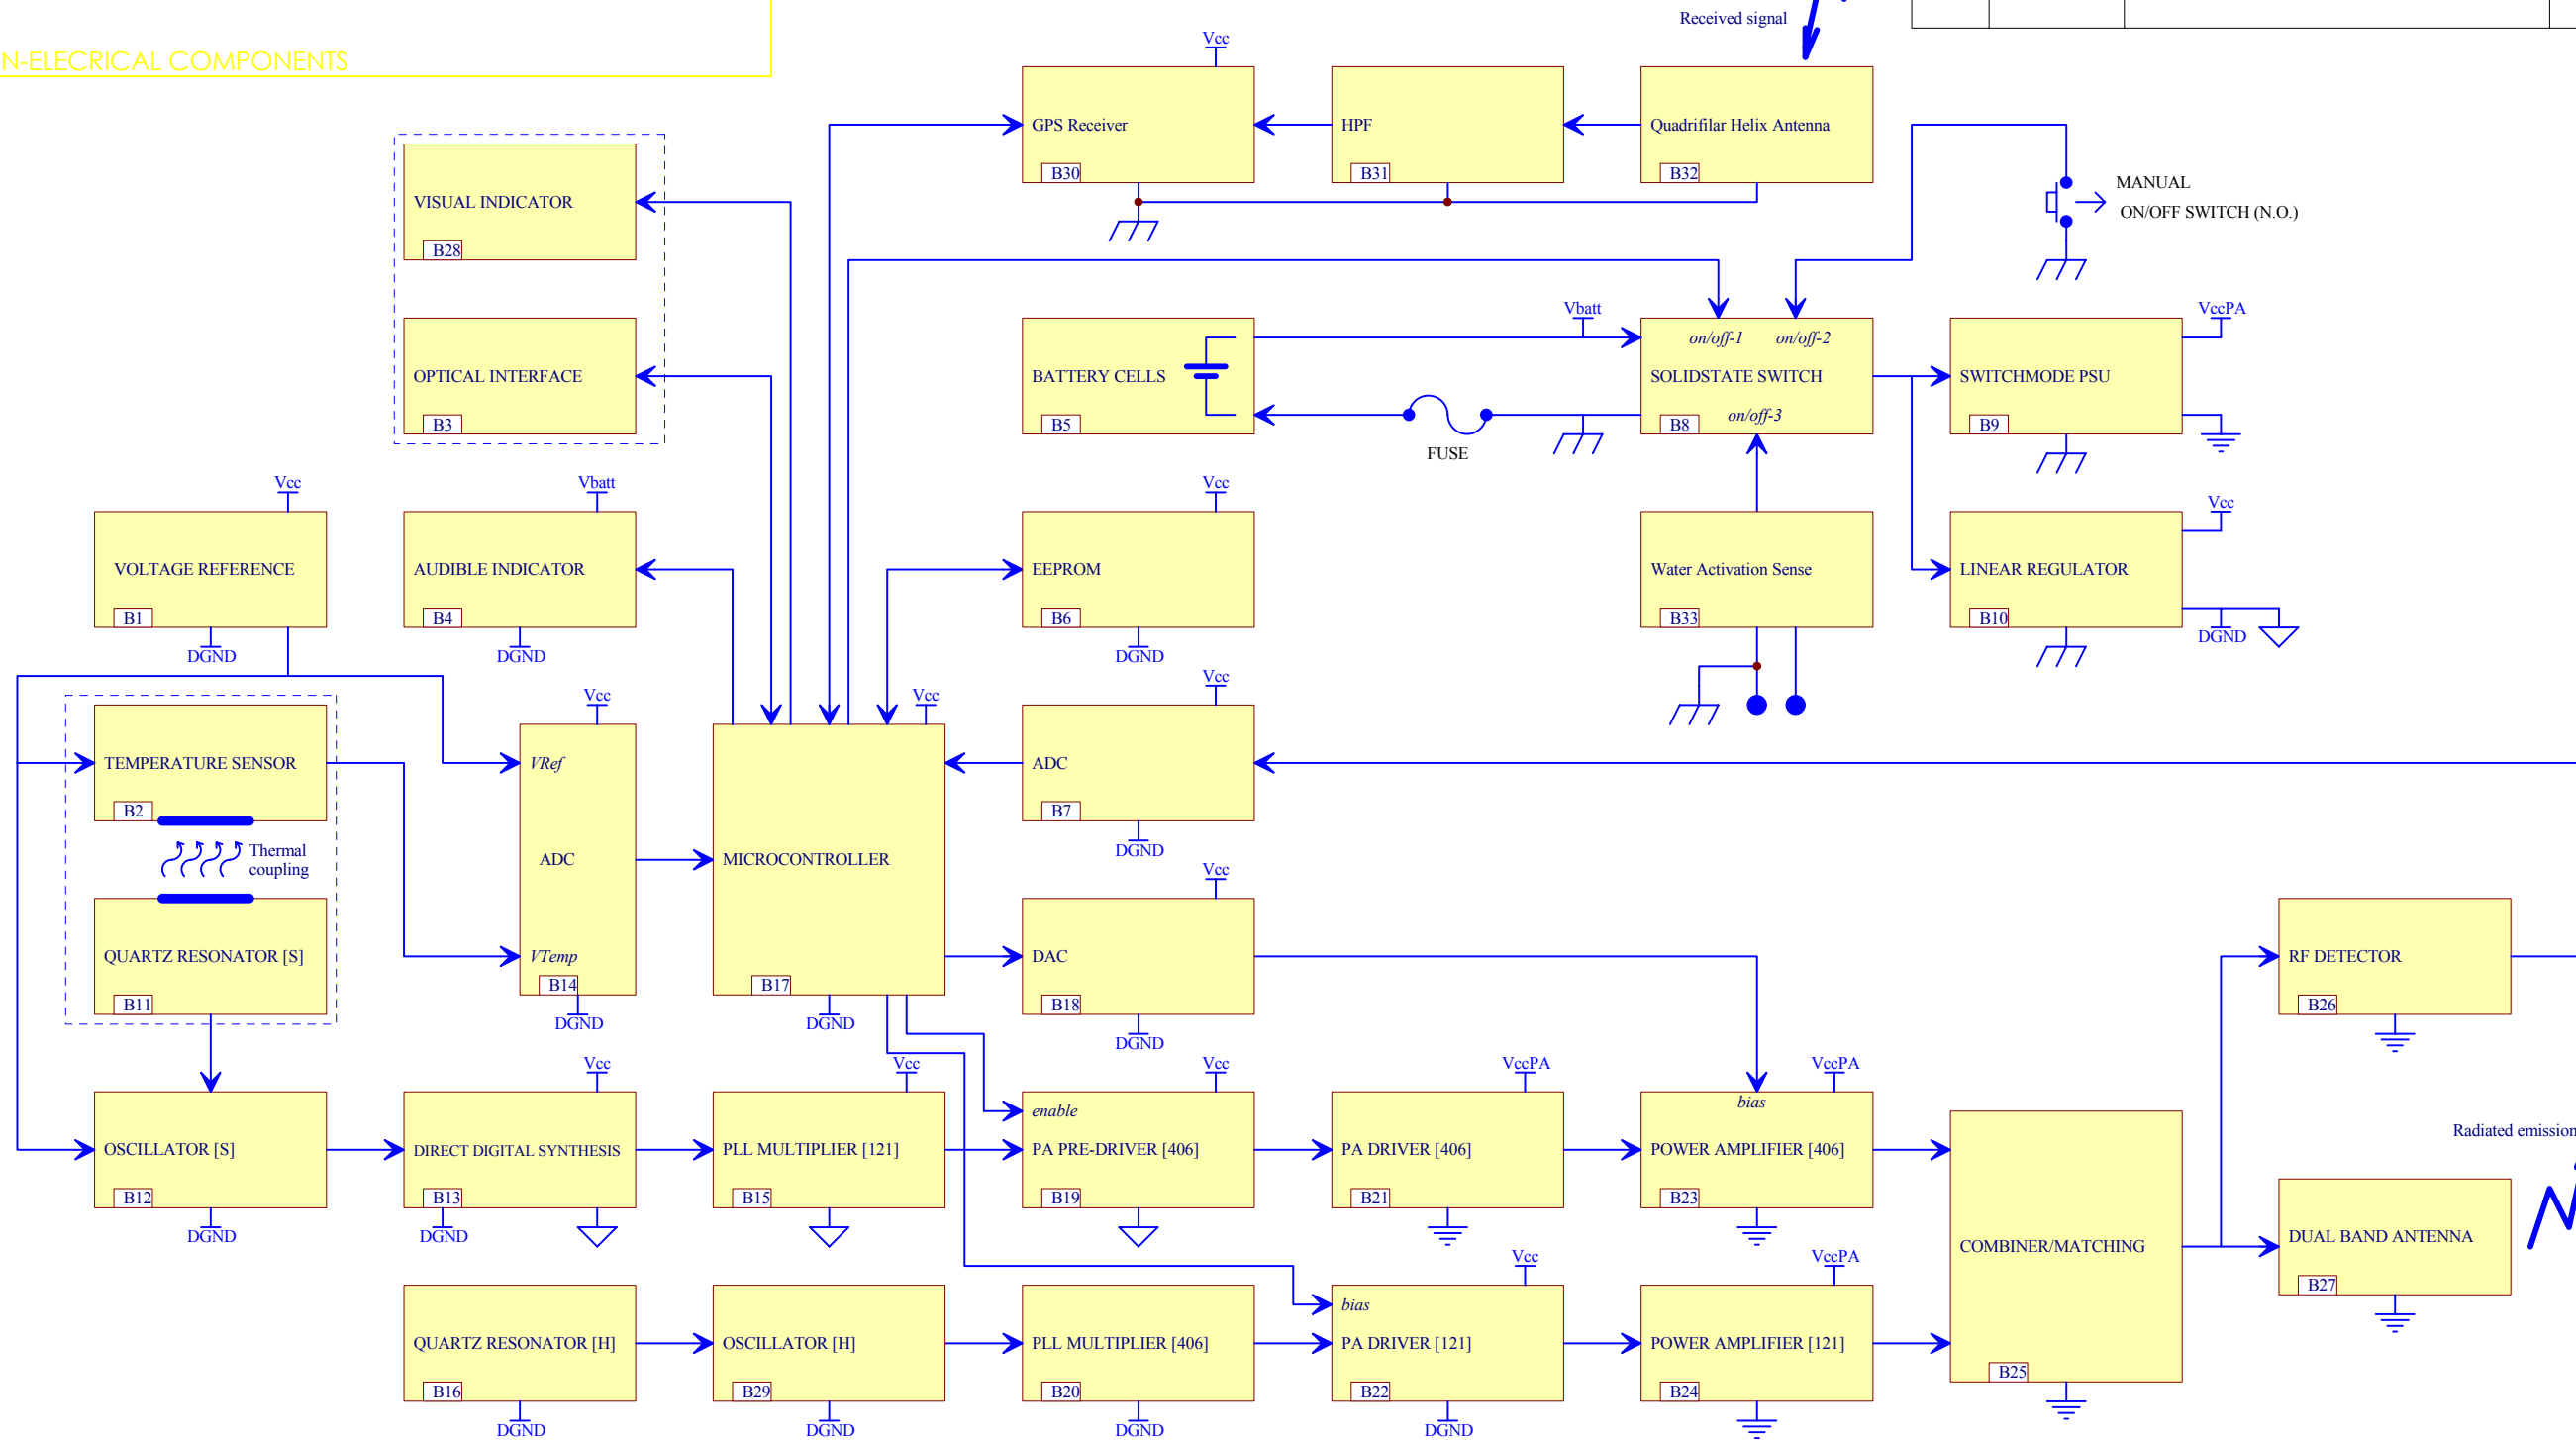 Received signal
N-ELECRICAL COMPONENTS
Vcc
GPS Receiver
B30
HPF
B31
Quadrifilar Helix Antenna
B32
MANUAL
ON/OFF SWITCH (N.O.)
VISUAL INDICATOR
B28
OPTICAL INTERFACE
B3
BATTERY CELLS
B5
FUSE
Vbatt
on/off-1 on/off-2
SOLIDSTATE SWITCH
on/off-3
B8
VccPA
SWITCHMODE PSU
B9
Vcc
VOLTAGE REFERENCE
B1
DGND
Vbatt
AUDIBLE INDICATOR
B4
DGND
Vcc
EEPROM
B6
DGND
Water Activation Sense
B33
Vcc
LINEAR REGULATOR
B10
DGND
TEMPERATURE SENSOR
B2
Thermal
coupling
QUARTZ RESONATOR [S]
B11
Vcc
VRef
ADC
VTemp
B14
DGND
Vcc
MICROCONTROLLER
B17
DGND
Vcc
ADC
B7
DGND
Vcc
DAC
B18
DGND
RF DETECTOR
B26
OSCILLATOR [S]
B12
DGND
Vcc
DIRECT DIGITAL SYNTHESIS
B13
DGND
Vcc
PLL MULTIPLIER [121]
B15
Vcc
enable
PA PRE-DRIVER [406]
B19
VccPA
PA DRIVER [406]
B21
VccPA
bias
POWER AMPLIFIER [406]
B23
COMBINER/MATCHING
B25
Radiated emission
DUAL BAND ANTENNA
B27
QUARTZ RESONATOR [H]
B16
DGND
OSCILLATOR [H]
B29
DGND
PLL MULTIPLIER [406]
B20
DGND
Vcc
bias
PA DRIVER [121]
B22
DGND
VccPA
POWER AMPLIFIER [121]
B24